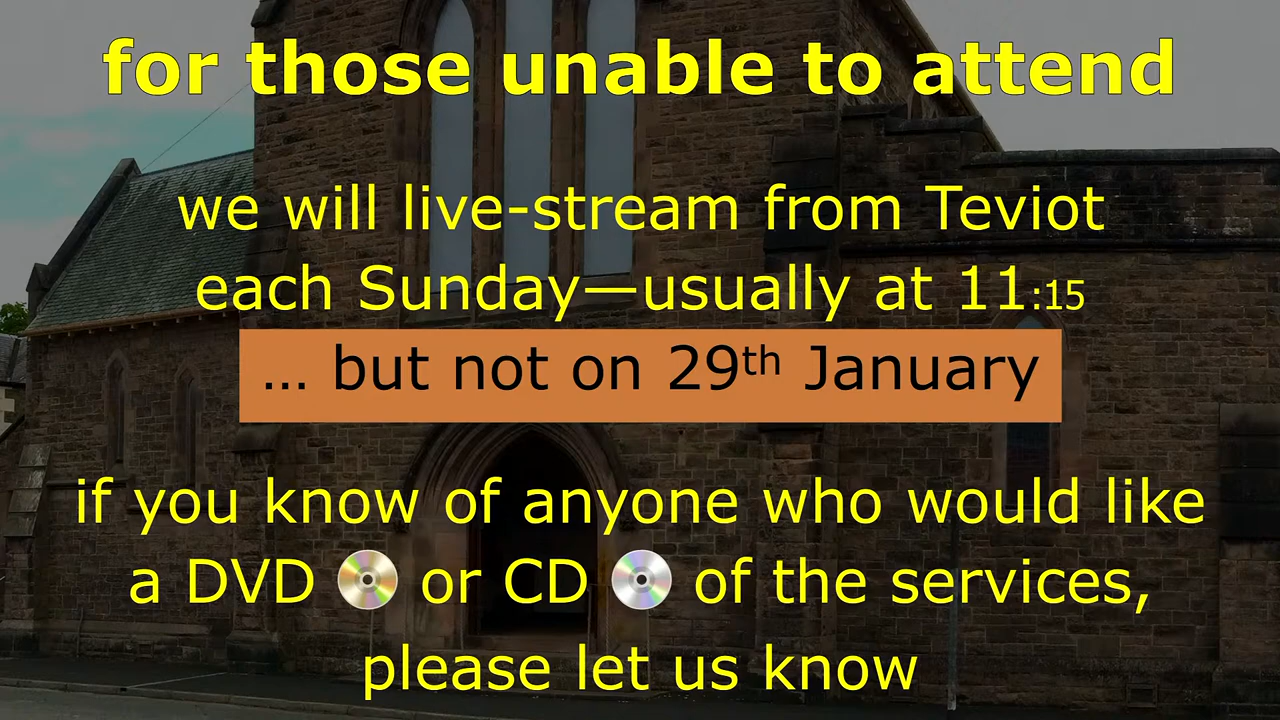 for those unable to attend
we will live-stream from Teviot
each Sunday—usually at 11:15
... but not on 29th January
if you know of anyone who would like
a DVD 📀 or CD 💿 of the services,
please let us know